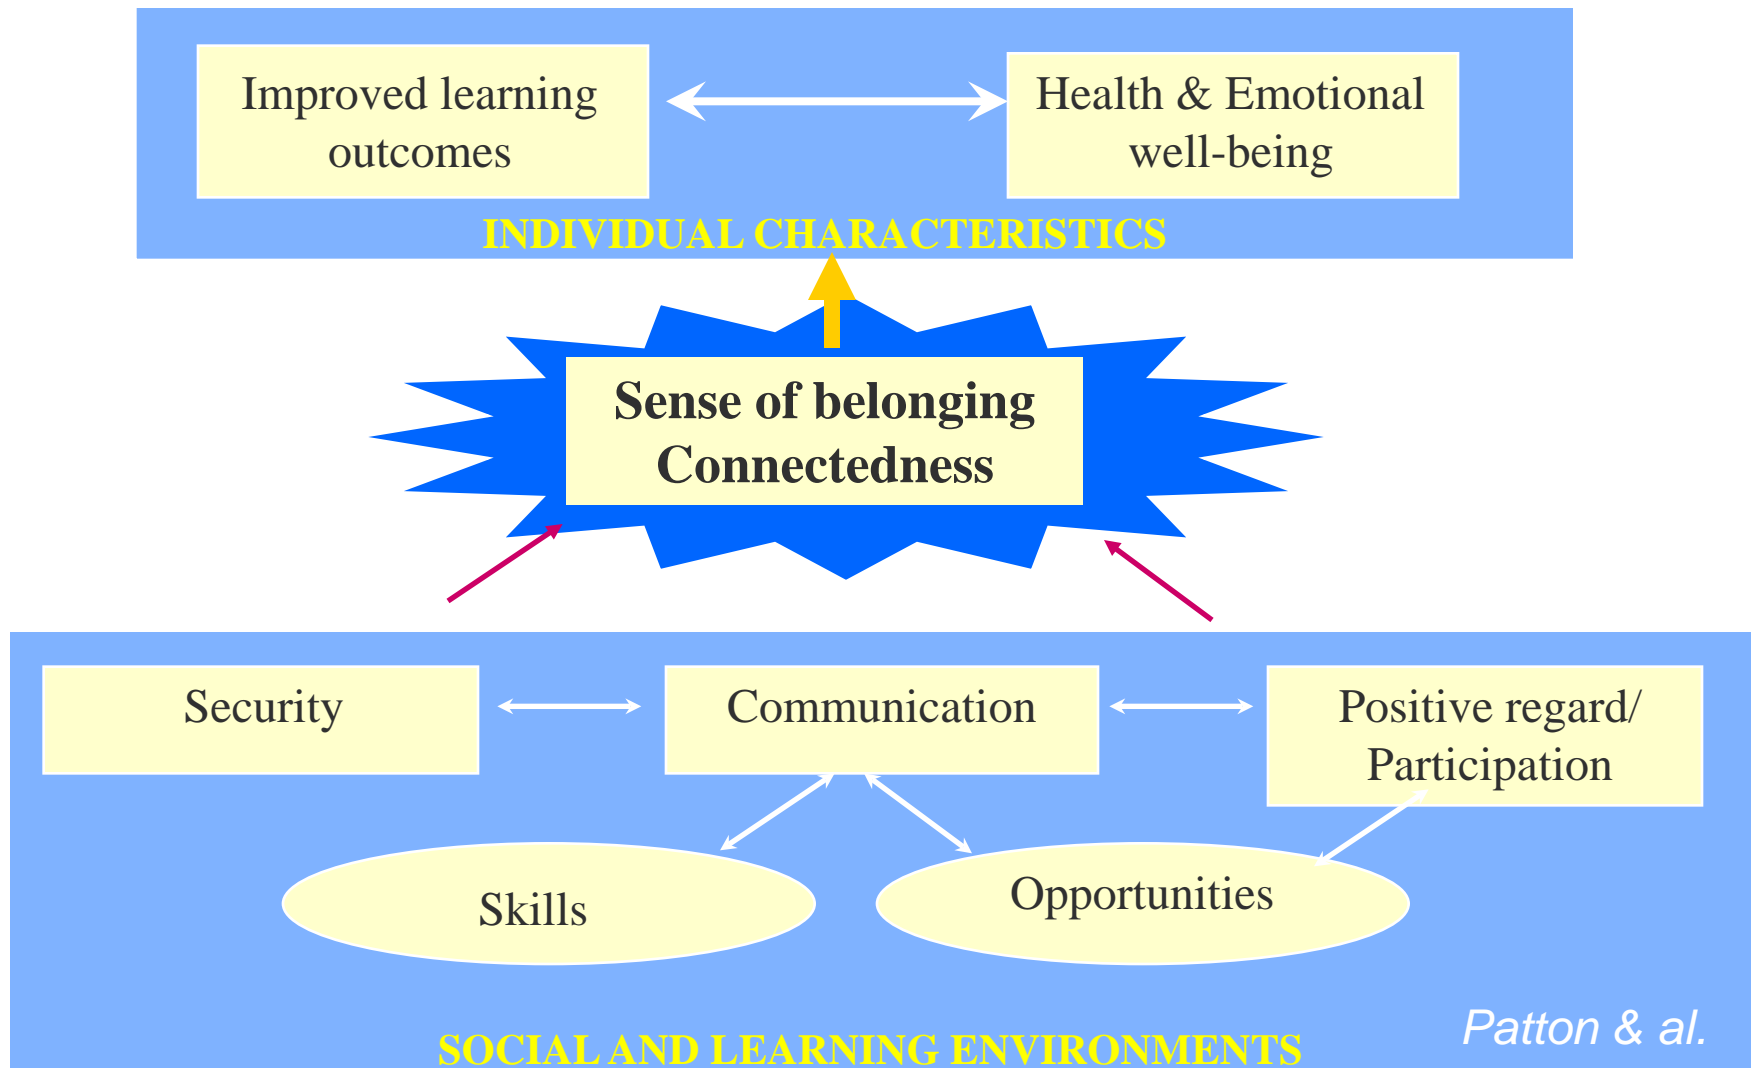 Improved learning
outcomes
Health & Emotional
well-being
INDIVIDUAL CHARACTERISTICS
Sense of belonging
Connectedness
Security
Communication
Positive regard/
Participation
Skills
Opportunities
Patton & al.
SOCIAL AND LEARNING ENVIRONMENTS